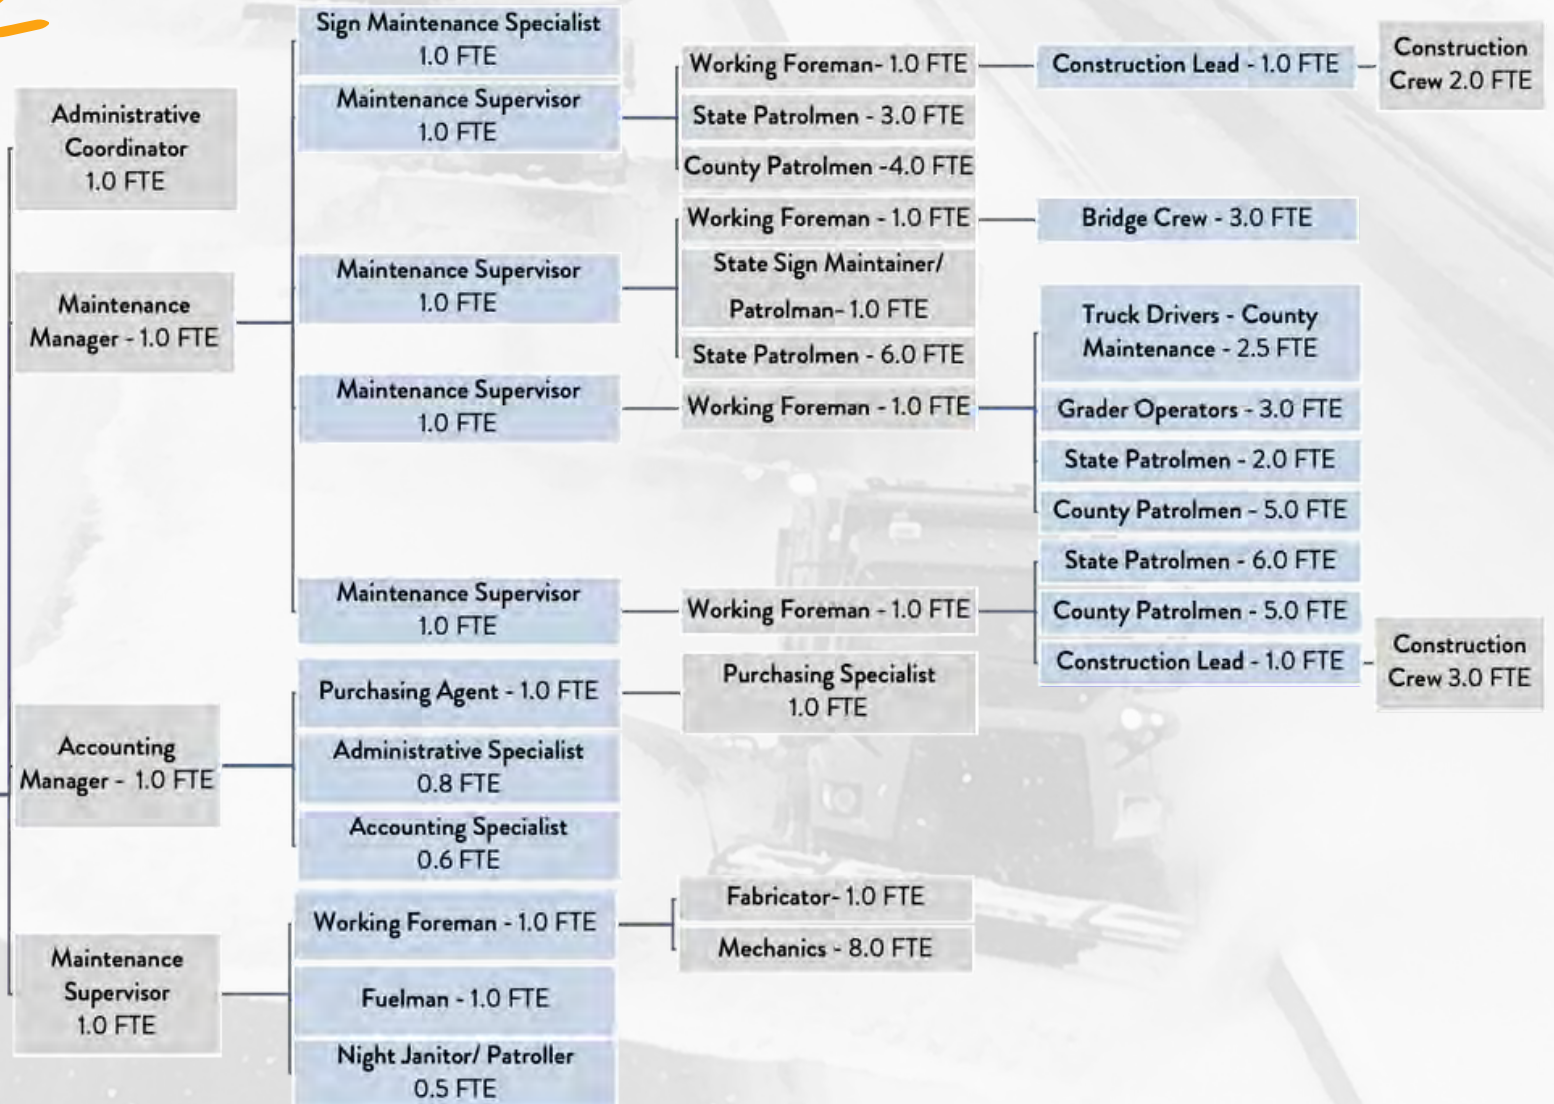 Administrative
Coordinator
1.0 FTE
Maintenance
Manager - 1.0 FTE
Sign Maintenance Specialist
1.0 FTE
Maintenance Supervisor
1.0 FTE
Working Foreman- 1.0 FTE
Construction Lead - 1.0 FTE
Construction
Crew 2.0 FTE
State Patrolmen - 3.0 FTE
County Patrolmen -4.0 FTE
Maintenance Supervisor
1.0 FTE
Working Foreman - 1.0 FTE
Bridge Crew - 3.0 FTE
State Sign Maintainer/
Patrolman- 1.0 FTE
State Patrolmen - 6.0 FTE
Maintenance Supervisor
1.0 FTE
Working Foreman - 1.0 FTE
Truck Drivers - County
Maintenance - 2.5 FTE
Grader Operators - 3.0 FTE
State Patrolmen - 2.0 FTE
County Patrolmen - 5.0 FTE
Maintenance Supervisor
1.0 FTE
Working Foreman - 1.0 FTE
State Patrolmen - 6.0 FTE
County Patrolmen - 5.0 FTE
Construction Lead - 1.0 FTE
Construction
Crew 3.0 FTE
Accounting
Manager - 1.0 FTE
Purchasing Agent - 1.0 FTE
Purchasing Specialist
1.0 FTE
Administrative Specialist
0.8 FTE
Accounting Specialist
0.6 FTE
Maintenance
Supervisor
1.0 FTE
Working Foreman - 1.0 FTE
Fabricator- 1.0 FTE
Mechanics - 8.0 FTE
Fuelman - 1.0 FTE
Night Janitor/ Patroller
0.5 FTE